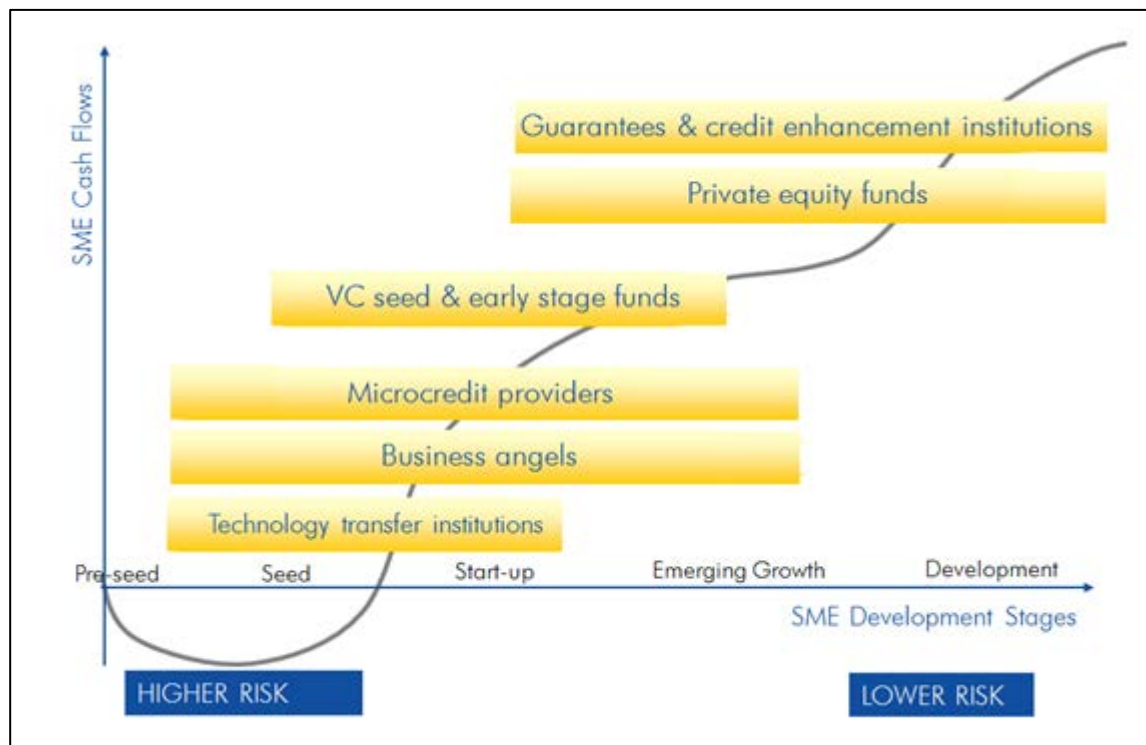 SME Cash Flows
Guarantees & credit enhancement institutions
Private equity funds
VC seed & early stage funds
Microcredit providers
Business angels
Technology transfer institutions
Pre-seed Seed Start-up Emerging Growth Development
SME Development Stages
HIGHER RISK LOWER RISK